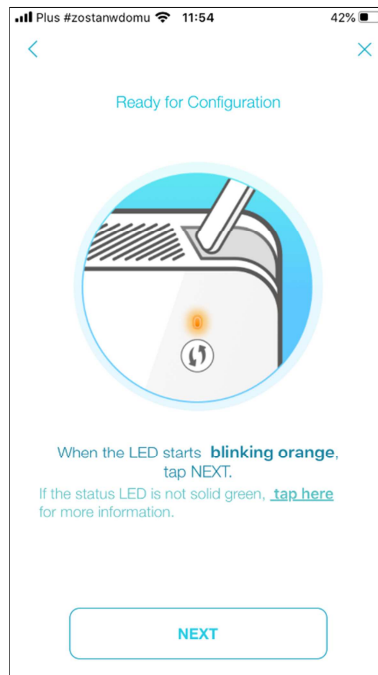 Plus #zostanwdomu 11:54 42%
Ready for Configuration
When the LED starts blinking orange,
tap NEXT.
If the status LED is not solid green, tap here
for more information.
NEXT